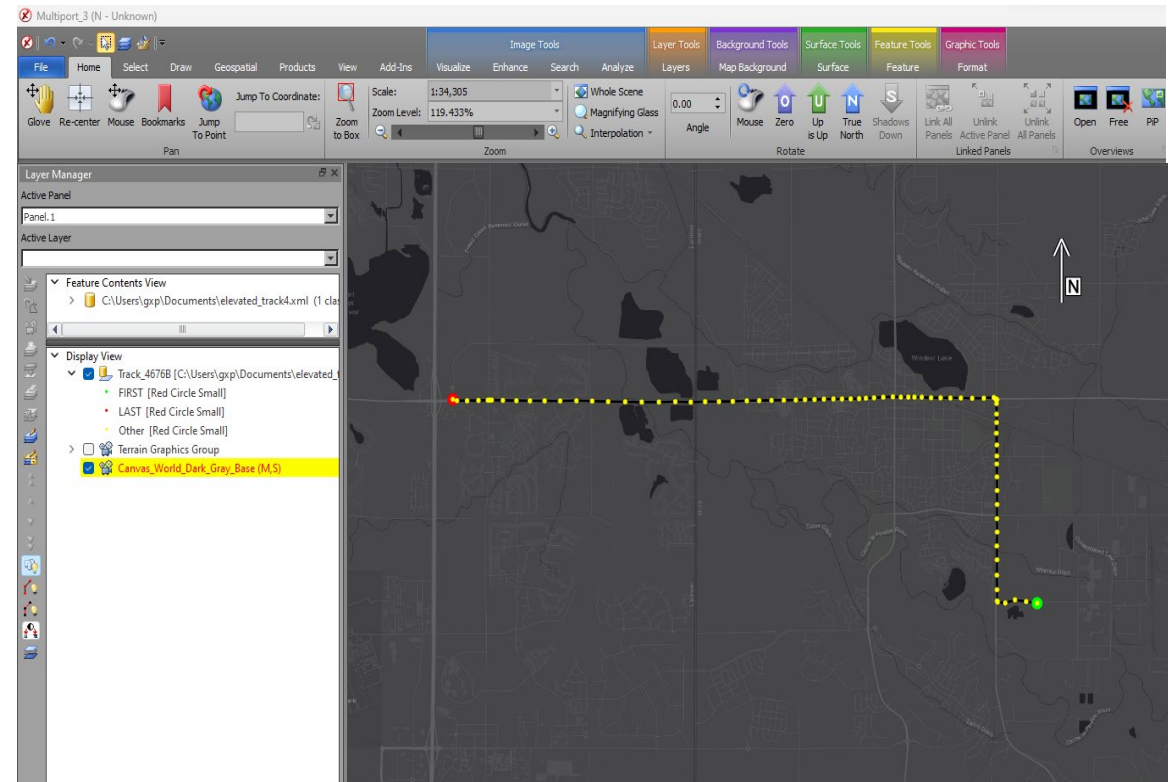 Multiport_3 (N - Unknown)
Image Tools
Layer Tools
Background Tools
Surface Tools
Feature Tools
Graphic Tools
File
Home
Select
Draw
Geospatial
Products
View
Add-Ins
Visualize
Enhance
Search
Analyze
Layers
Map Background
Surface
Feature
Format
Glove
Re-center
Mouse
Bookmarks
Jump
To Point
Jump To Coordinate:
Pan
Zoom
to Box
Scale:
1:34,305
Zoom Level:
119.433%
Zoom
Whole Scene
Magnifying Glass
Interpolation
0.00
Angle
Mouse
Zero
Up
is Up
True
North
Shadows
Down
Rotate
Link All
Panels
Unlink
Active Panel
Unlink
All Panels
Linked Panels
Open
Free
PiP
Overviews
Layer Manager
Active Panel
Panel.1
Active Layer
Feature Contents View
C:\Users\gxp\Documents\elevated_track4.xml (1 clas
Display View
Track_4676B [C:\Users\gxp\Documents\elevated_t
FIRST [Red Circle Small]
LAST [Red Circle Small]
Other [Red Circle Small]
Terrain Graphics Group
Canvas_World_Dark_Gray_Base (M,S)
N
Windsor Lake
Larimer
Weld